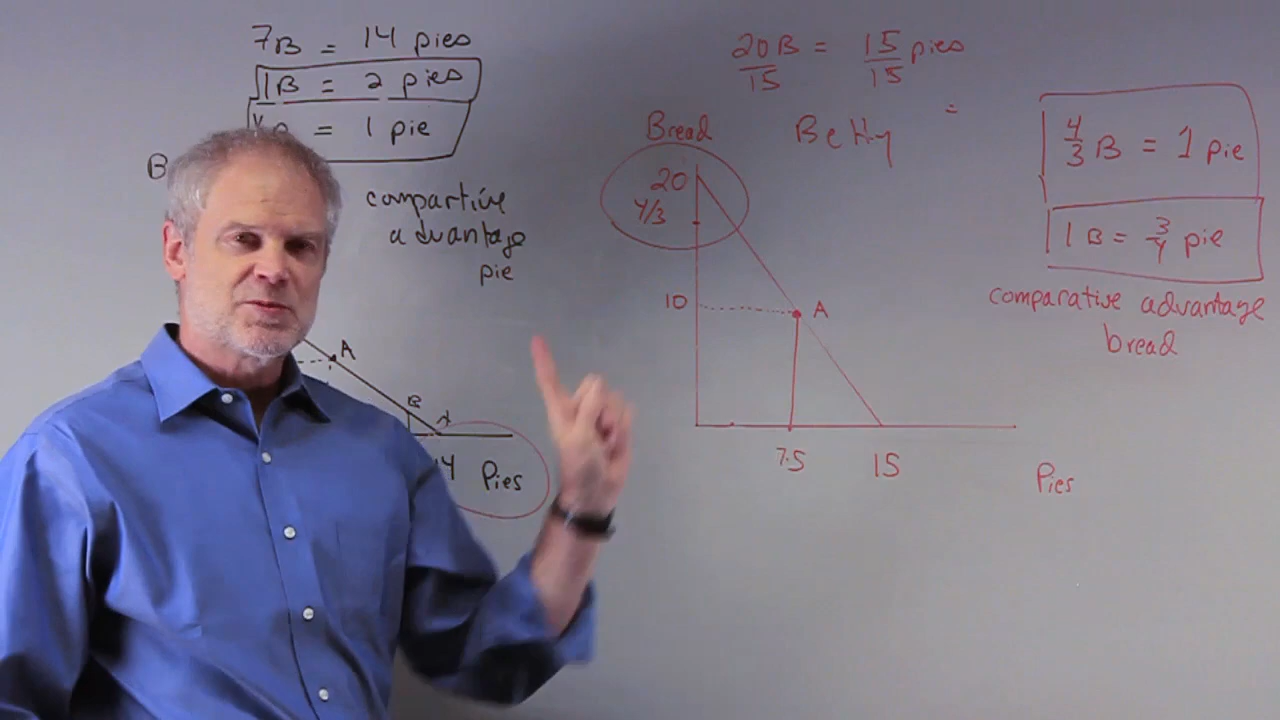 7B = 14 pies
1B = 2 pies
= 1 pie
B
compartive
advantage
pie
A
B
Pies
20B = 15 pies
15 15
Betty
=
Bread
20
4/3
10
A
7.5
15
Pies
4/3 B = 1 pie
1 B = 3/4 pie
comparative advantage
bread